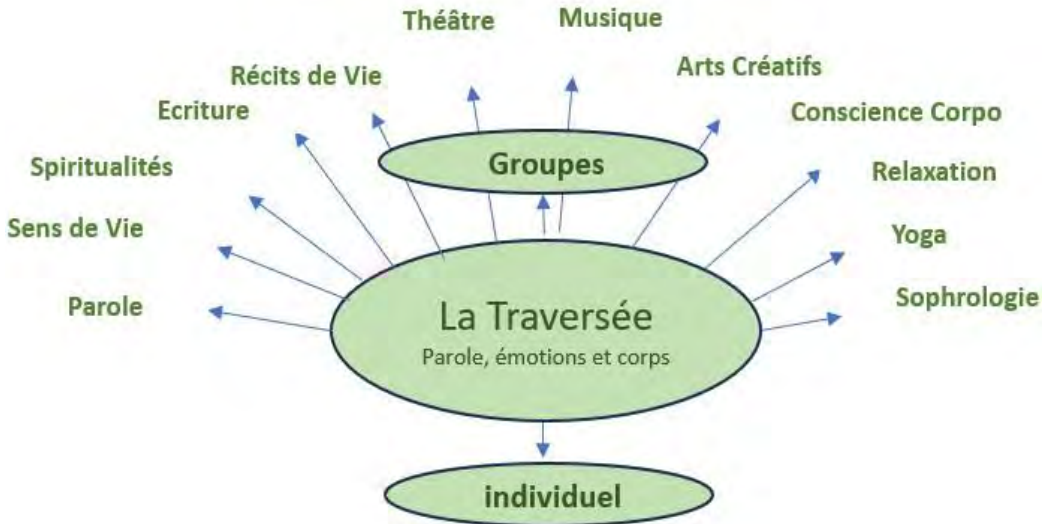 Théâtre
Musique
Récits de Vie
Arts Créatifs
Ecriture
Conscience Corpo
Groupes
Spiritualités
Relaxation
Sens de Vie
Yoga
Parole
Sophrologie
La Traversée
Parole, émotions et corps
individuel